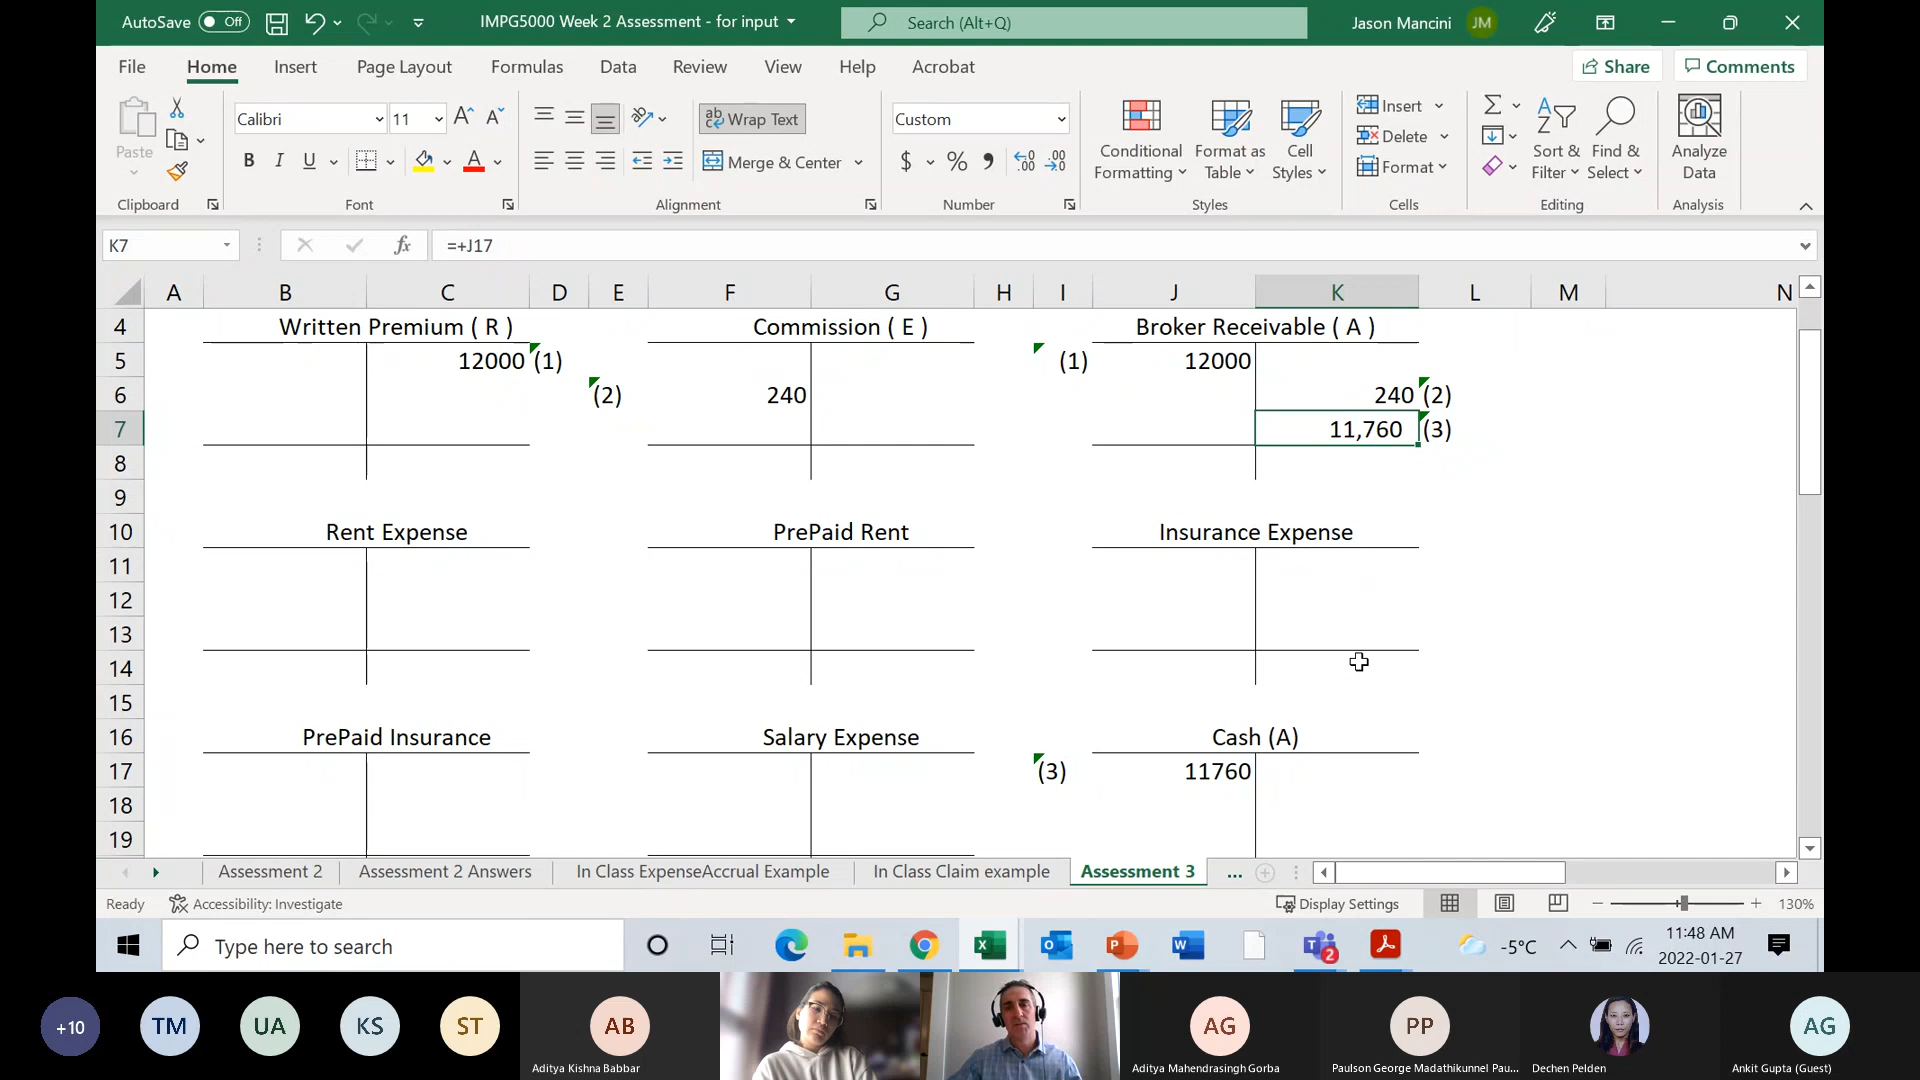 AutoSave Off IMPG5000 Week 2 Assessment - for input Search (Alt+Q) Jason Mancini JM
File Home Insert Page Layout Formulas Data Review View Help Acrobat Share Comments
Paste Calibri 11 A A ab Wrap Text Custom Insert
Delete
B I U A Merge & Center $ % Conditional Formatting Format as Table Cell Styles Format Sort & Filter Find & Select Analyze Data
Clipboard Font Alignment Number Styles Cells Editing Analysis
K7 fx =+J17
A B C D E F G H I J K L M N
4 Written Premium ( R ) Commission ( E ) Broker Receivable ( A )
5 12000 (1) (1) 12000
6 (2) 240 240 (2)
7 11,760 (3)
8
9
10 Rent Expense PrePaid Rent Insurance Expense
11
12
13
14
15
16 PrePaid Insurance Salary Expense Cash (A)
17 (3) 11760
18
19
Assessment 2 Assessment 2 Answers In Class ExpenseAccrual Example In Class Claim example Assessment 3 ...
Ready Accessibility: Investigate Display Settings 130%
Type here to search 2 -5°C 11:48 AM
2022-01-27
+10 TM UA KS ST AB AG PP AG
Aditya Kishna Babbar Aditya Mahendrasingh Gorba Paulson George Madathikunnel Pau... Dechen Pelden Ankit Gupta (Guest)